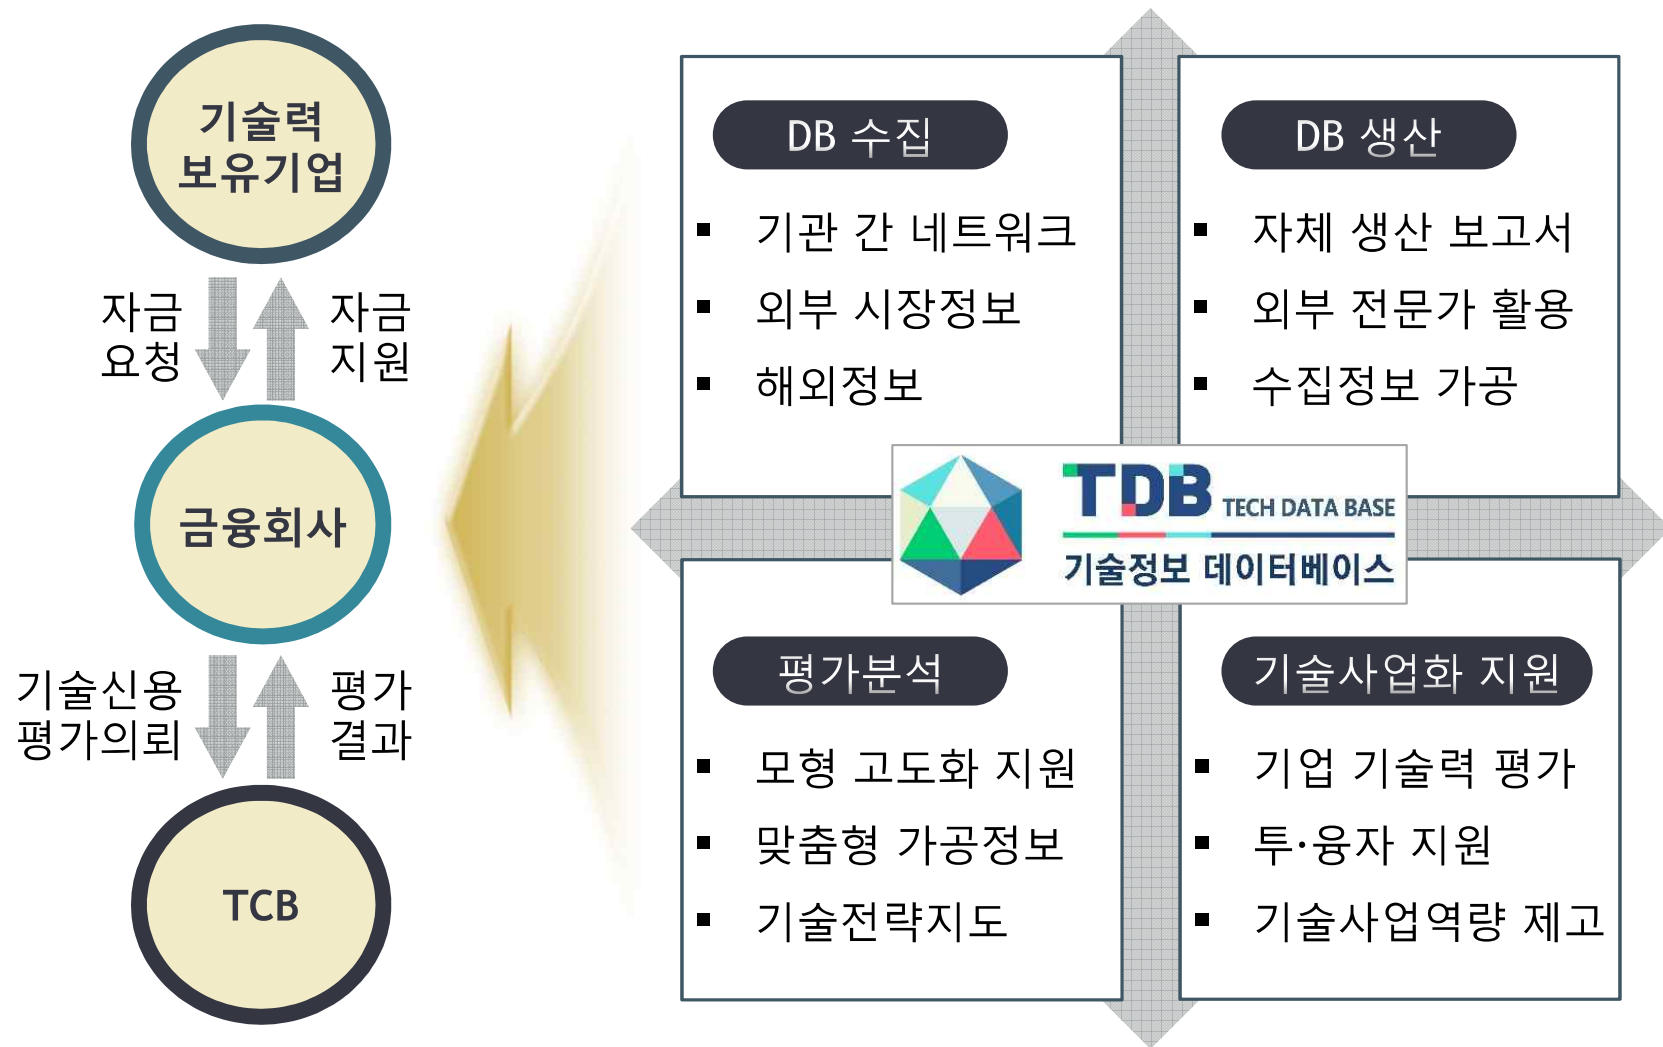 기술력
보유기업
자금
요청
자금
지원
금융회사
기술신용
평가의뢰
평가
결과
TCB
DB 수집
▪ 기관 간 네트워크
▪ 외부 시장정보
▪ 해외정보
DB 생산
▪ 자체 생산 보고서
▪ 외부 전문가 활용
▪ 수집정보 가공
TDB TECH DATA BASE
기술정보 데이터베이스
평가분석
▪ 모형 고도화 지원
▪ 맞춤형 가공정보
▪ 기술전략지도
기술사업화 지원
▪ 기업 기술력 평가
▪ 투·융자 지원
▪ 기술사업역량 제고